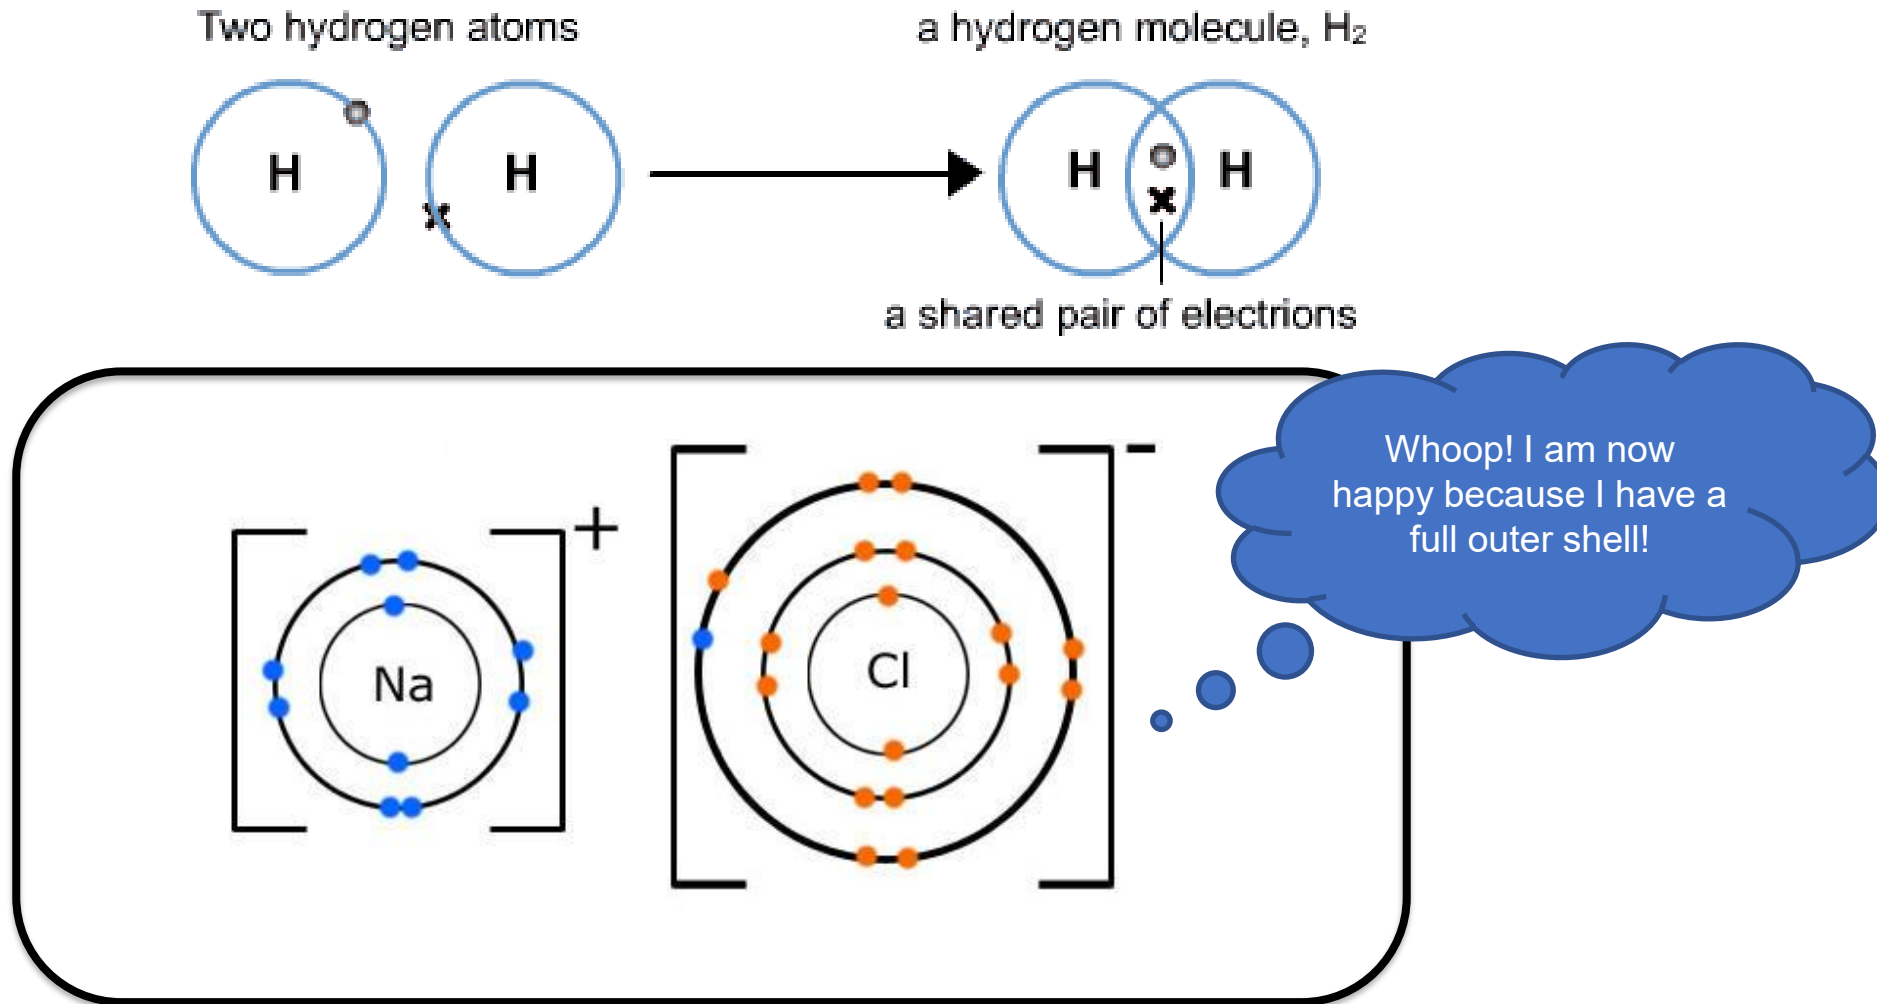 Two hydrogen atoms
a hydrogen molecule, H₂
H
H
H
H
a shared pair of electrions
Whoop! I am now
happy because I have a
full outer shell!
Na
+
Cl
-